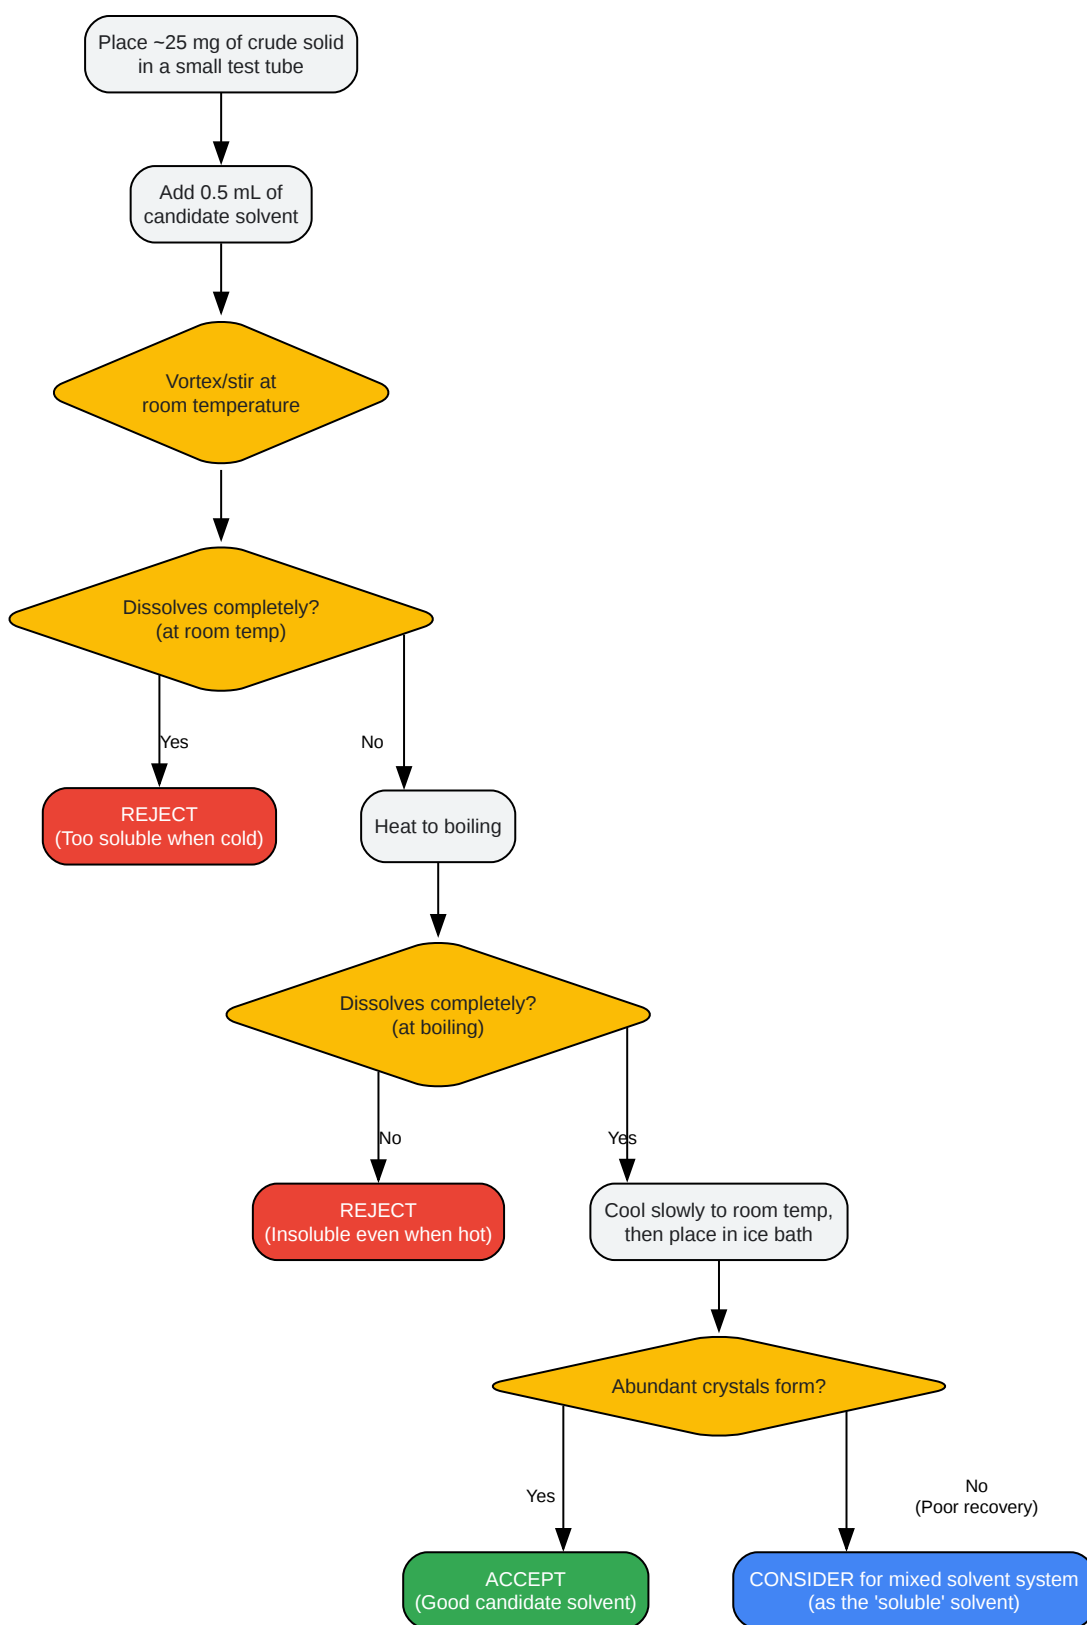 Place ~25 mg of crude solid
in a small test tube
Add 0.5 mL of
candidate solvent
Vortex/stir at
room temperature
Dissolves completely?
(at room temp)
Yes
No
REJECT
(Too soluble when cold)
Heat to boiling
Dissolves completely?
(at boiling)
No
Yes
REJECT
(Insoluble even when hot)
Cool slowly to room temp,
then place in ice bath
Abundant crystals form?
Yes
No
(Poor recovery)
ACCEPT
(Good candidate solvent)
CONSIDER for mixed solvent system
(as the 'soluble' solvent)